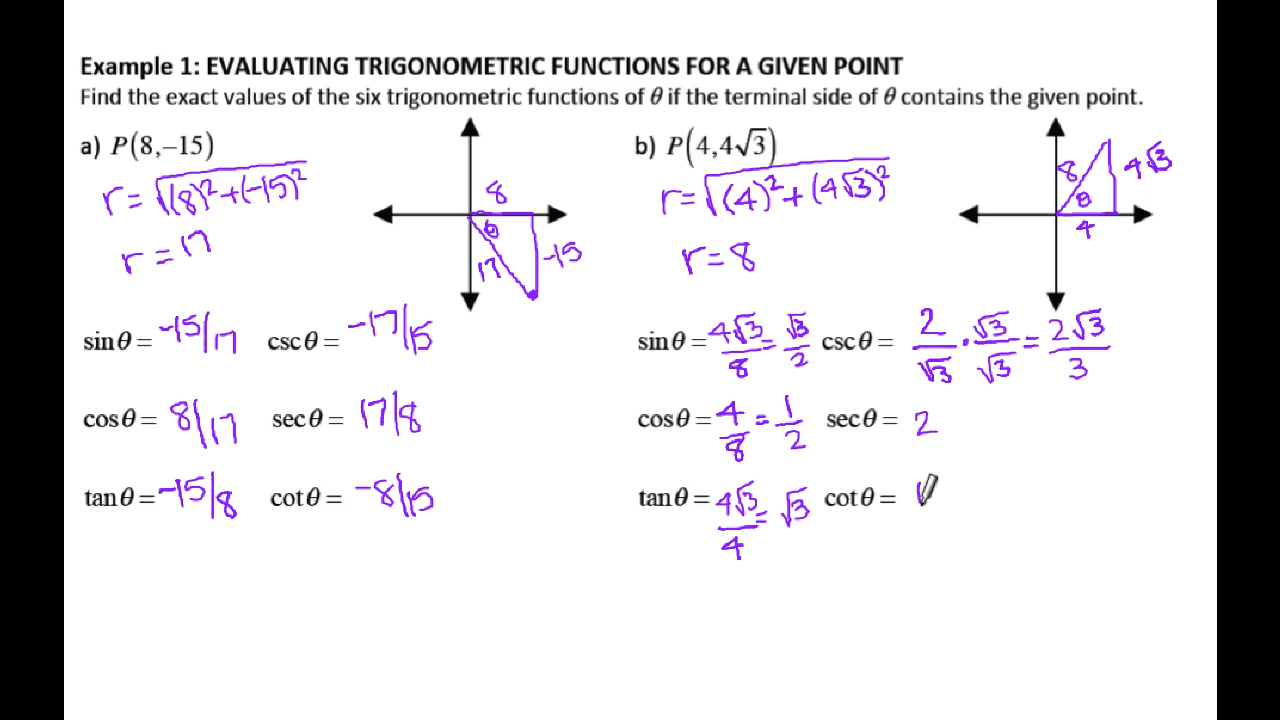 Example 1: EVALUATING TRIGONOMETRIC FUNCTIONS FOR A GIVEN POINT
Find the exact values of the six trigonometric functions of θ if the terminal side of θ contains the given point.
a) P(8,–15)
r = √((8)²+(-15)²)
r = 17
8
θ
17
-15
sinθ = -15/17 cscθ = -17/15
cosθ = 8/17 secθ = 17/8
tanθ = -15/8 cotθ = -8/15
b) P(4,4√3)
r = √((4)²+(4√3)²)
r = 8
8
θ
4√3
4
sinθ = 4√3/8 = √3/2 cscθ = 2/√3 · √3/√3 = 2√3/3
cosθ = 4/8 = 1/2 secθ = 2
tanθ = 4√3/4 = √3 cotθ =